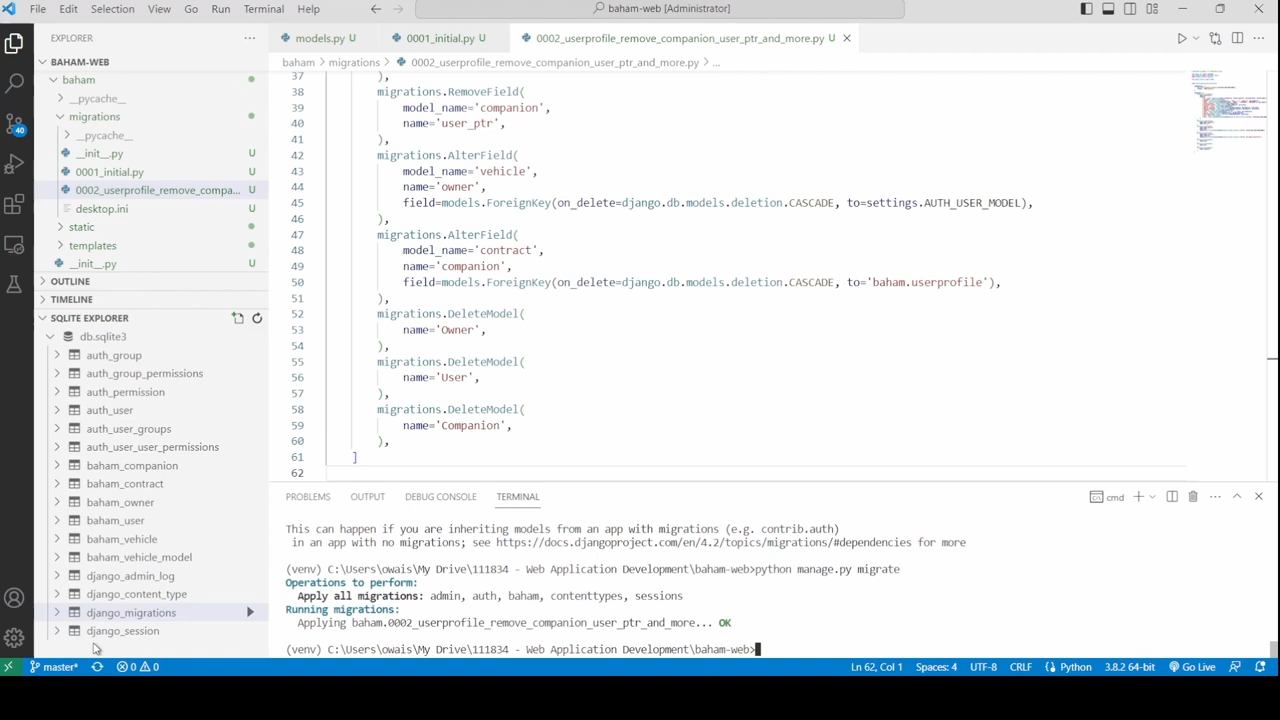 File Edit Selection View Go Run Terminal Help
baham-web [Administrator]
EXPLORER
models.py U
0001_initial.py U
0002_userprofile_remove_companion_user_ptr_and_more.py U
BAHAM-WEB
baham > migrations > 0002_userprofile_remove_companion_user_ptr_and_more.py > ...
baham
__pycache__
migrations
__pycache__
__init__.py U
0001_initial.py U
0002_userprofile_remove_compa... U
desktop.ini U
static
templates
__init__.py U
OUTLINE
TIMELINE
SQLITE EXPLORER
db.sqlite3
auth_group
auth_group_permissions
auth_permission
auth_user
auth_user_groups
auth_user_user_permissions
baham_companion
baham_contract
baham_owner
baham_user
baham_vehicle
baham_vehicle_model
django_admin_log
django_content_type
django_migrations
django_session
40
37 ),
38 migrations.RemoveField(
39 model_name='companion',
40 name='user_ptr',
41 ),
42 migrations.AlterField(
43 model_name='vehicle',
44 name='owner',
45 field=models.ForeignKey(on_delete=django.db.models.deletion.CASCADE, to=settings.AUTH_USER_MODEL),
46 ),
47 migrations.AlterField(
48 model_name='contract',
49 name='companion',
50 field=models.ForeignKey(on_delete=django.db.models.deletion.CASCADE, to='baham.userprofile'),
51 ),
52 migrations.DeleteModel(
53 name='Owner',
54 ),
55 migrations.DeleteModel(
56 name='User',
57 ),
58 migrations.DeleteModel(
59 name='Companion',
60 ),
61 ]
62
PROBLEMS OUTPUT DEBUG CONSOLE TERMINAL
cmd
This can happen if you are inheriting models from an app with migrations (e.g. contrib.auth)
in an app with no migrations; see https://docs.djangoproject.com/en/4.2/topics/migrations/#dependencies for more
(venv) C:\Users\owais\My Drive\111834 - Web Application Development\baham-web>python manage.py migrate
Operations to perform:
Apply all migrations: admin, auth, baham, contenttypes, sessions
Running migrations:
Applying baham.0002_userprofile_remove_companion_user_ptr_and_more... OK
(venv) C:\Users\owais\My Drive\111834 - Web Application Development\baham-web>
master* 0 0 Ln 62, Col 1 Spaces: 4 UTF-8 CRLF Python 3.8.2 64-bit Go Live